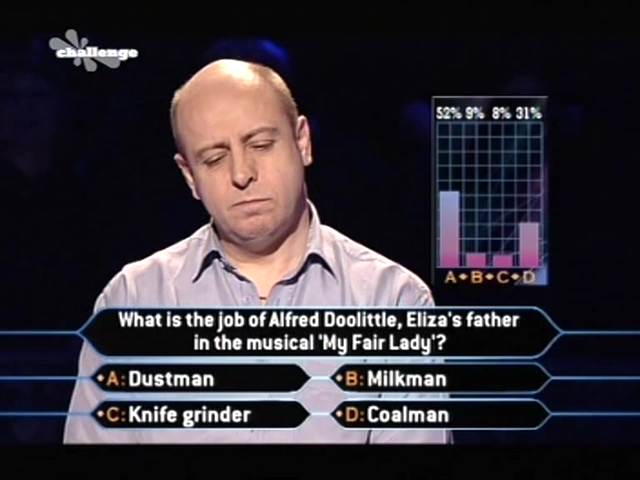 challenge
52% 9% 8% 31%
A◆B◆C◆D
What is the job of Alfred Doolittle, Eliza's father
in the musical 'My Fair Lady'?
A: Dustman
B: Milkman
C: Knife grinder
D: Coalman